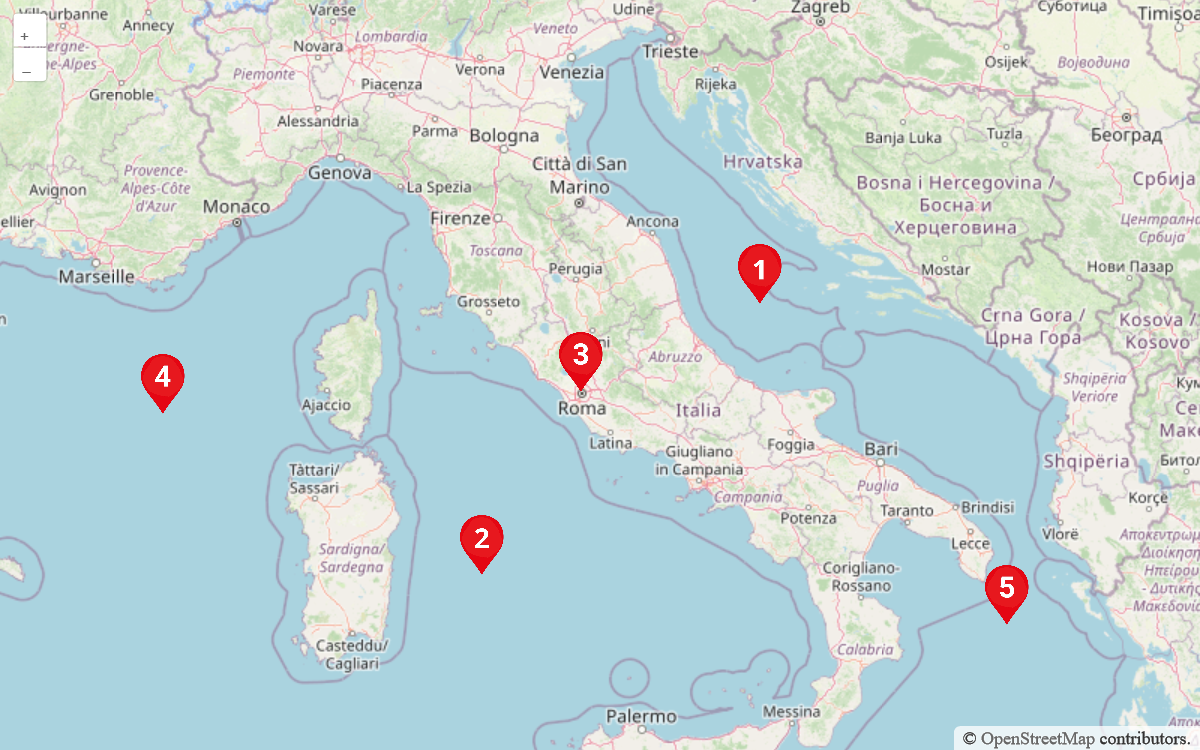 Villeurbanne
Annecy
Varese
Udine
Zagreb
Суботица
Lombardia
Veneto
Trieste
Novara
Verona
Venezia
Rijeka
Osijek
Војводина
Piemonte
Piacenza
Grenoble
Alessandria
Parma
Bologna
Banja Luka
Tuzla
Београд
Genova
Città di San
Marino
Hrvatska
Provence-
Alpes-Côte
d'Azur
Avignon
La Spezia
Bosna i Hercegovina /
Босна и
Херцеговина
Србија
Monaco
Firenze
Ancona
Централна
Србија
Toscana
Marseille
Perugia
1
Mostar
Нови Пазар
Grosseto
Crna Gora /
Црна Гора
Kosova /
Kosovo
3
Abruzzo
4
Shqipëria
Veriore
Ajaccio
Roma
Italia
Latina
Giugliano
in Campania
Foggia
Bari
Shqipëria
Tàttari/
Sassari
Campania
Puglia
Potenza
Taranto
Brindisi
Korçë
2
Lecce
Vlorë
Sardigna/
Sardegna
Corigliano-
Rossano
5
Ηπείρου
- Δυτικής
Casteddu/
Cagliari
Calabria
Palermo
Messina
+
–
© OpenStreetMap contributors.